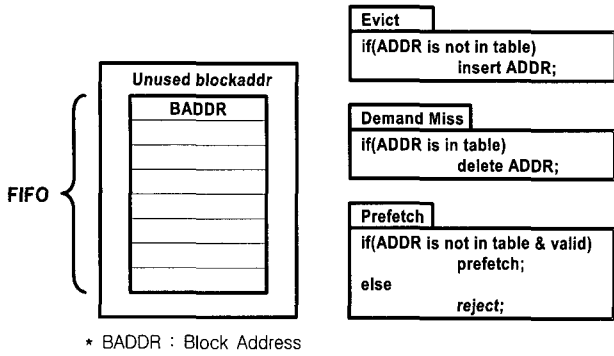 Unused blockaddr
BADDR
FIFO
* BADDR : Block Address
Evict
if(ADDR is not in table)
insert ADDR;
Demand Miss
if(ADDR is in table)
delete ADDR;
Prefetch
if(ADDR is not in table & valid)
prefetch;
else
reject;